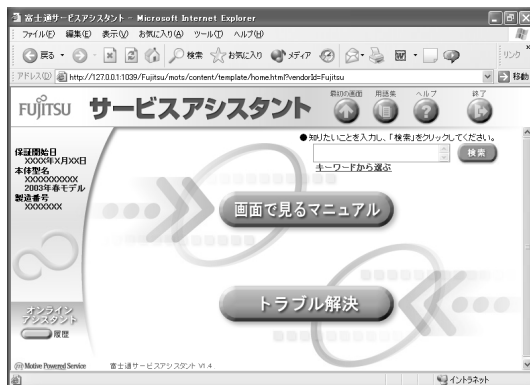 富士通サービスアシスタント - Microsoft Internet Explorer
ファイル(F) 編集(E) 表示(V) お気に入り(A) ツール(T) ヘルプ(H)
戻る 検索 お気に入り メディア リンク
アドレス(D) http://127.0.0.1:1039/Fujitsu/mots/content/template/home.htm?vendorId=Fujitsu 移動
最初の画面 用語集 ヘルプ 終了
FUJITSU サービスアシスタント
●知りたいことを入力し、「検索」をクリックしてください。
検索
キーワードから選ぶ
保証開始日
XXXX年X月XX日
本体型名
XXXXXXXXXX
2003年春モデル
製造番号
XXXXXXX
画面で見るマニュアル
トラブル解決
オンライン
アシスタント
履歴
Motive Powered Service 富士通サービスアシスタント V1.4
イントラネット